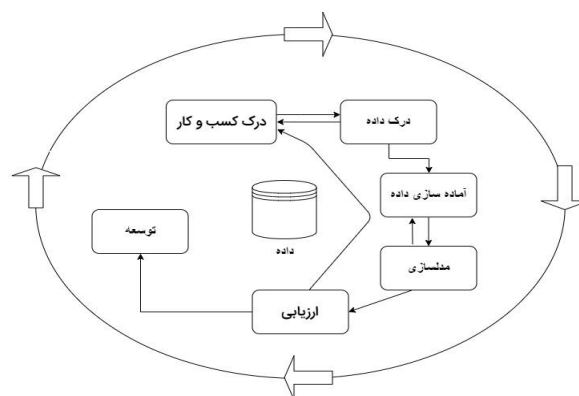 درک کسب و کار
درک داده
آماده سازی داده
داده
توسعه
مدلسازی
ارزیابی